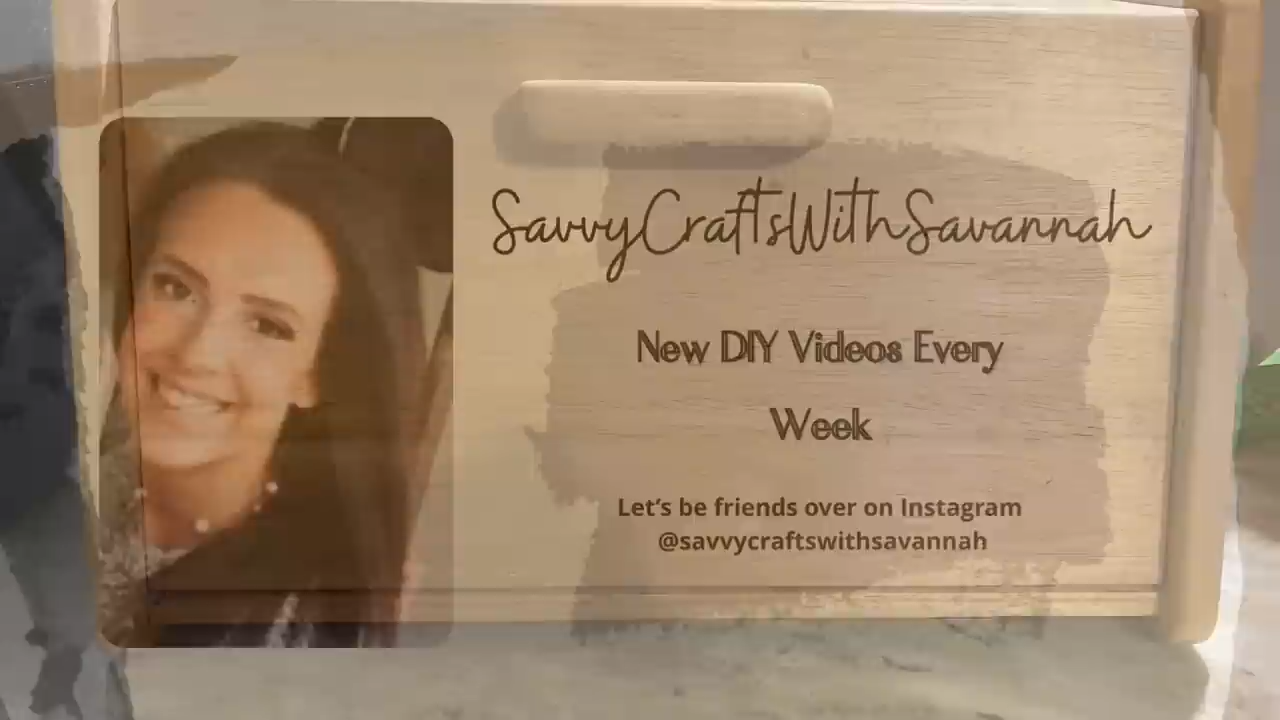 SavvyCraftsWithSavannah
New DIY Videos Every
Week
Let's be friends over on Instagram
@savvycraftswithsavannah